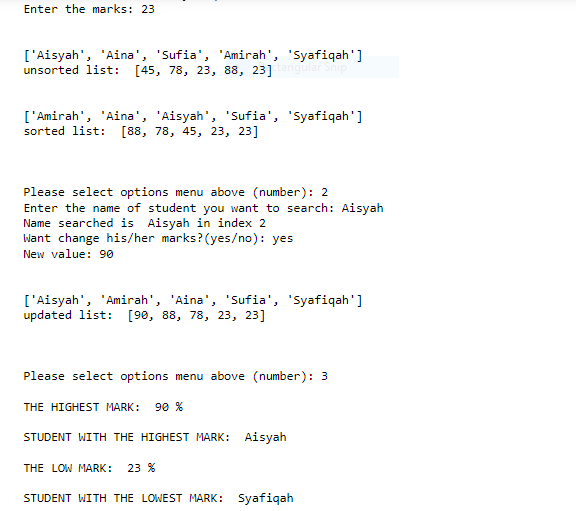 Enter the marks: 23
['Aisyah', 'Aina', 'Sufia', 'Amirah', 'Syafiqah']
unsorted list:  [45, 78, 23, 88, 23]
Rectangular Snip
['Amirah', 'Aina', 'Aisyah', 'Sufia', 'Syafiqah']
sorted list:  [88, 78, 45, 23, 23]
Please select options menu above (number): 2
Enter the name of student you want to search: Aisyah
Name searched is  Aisyah in index 2
Want change his/her marks?(yes/no): yes
New value: 90
['Aisyah', 'Amirah', 'Aina', 'Sufia', 'Syafiqah']
updated list:  [90, 88, 78, 23, 23]
Please select options menu above (number): 3
THE HIGHEST MARK:  90 %
STUDENT WITH THE HIGHEST MARK:  Aisyah
THE LOW MARK:  23 %
STUDENT WITH THE LOWEST MARK:  Syafiqah